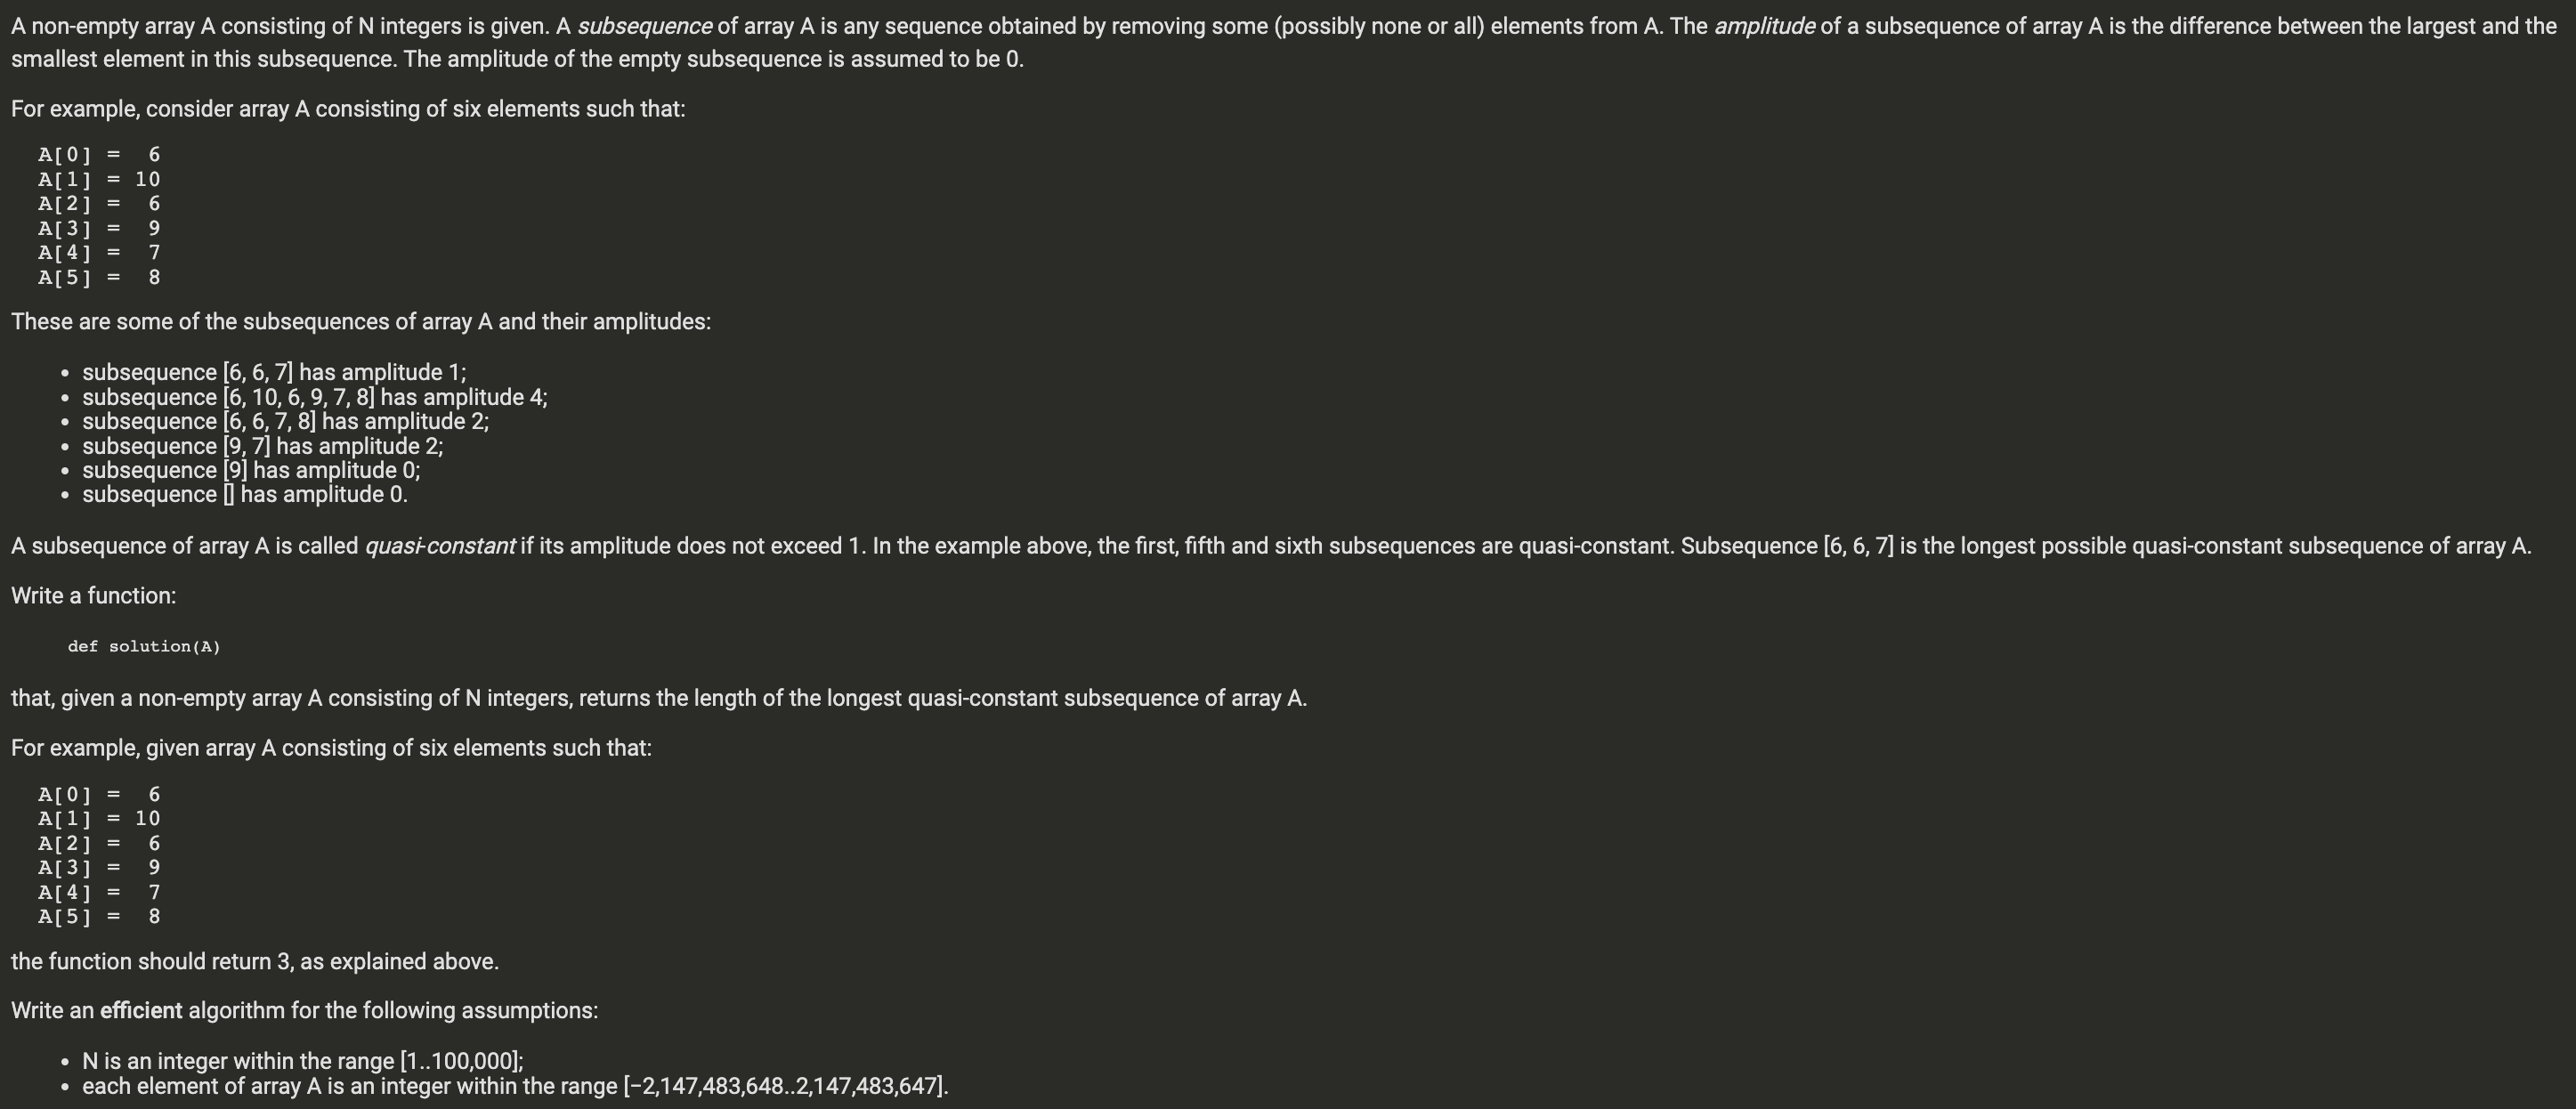 A non-empty array A consisting of N integers is given. A subsequence of array A is any sequence obtained by removing some (possibly none or all) elements from A. The amplitude of a subsequence of array A is the difference between the largest and the
smallest element in this subsequence. The amplitude of the empty subsequence is assumed to be 0.
For example, consider array A consisting of six elements such that:
A[0] = 6
A[1] = 10
A[2] = 6
A[3] = 9
A[4] = 7
A[5] = 8
These are some of the subsequences of array A and their amplitudes:
• subsequence [6, 6, 7] has amplitude 1;
• subsequence [6, 10, 6, 9, 7, 8] has amplitude 4;
• subsequence [6, 6, 7, 8] has amplitude 2;
• subsequence [9, 7] has amplitude 2;
• subsequence [9] has amplitude 0;
• subsequence [] has amplitude 0.
A subsequence of array A is called quasi-constant if its amplitude does not exceed 1. In the example above, the first, fifth and sixth subsequences are quasi-constant. Subsequence [6, 6, 7] is the longest possible quasi-constant subsequence of array A.
Write a function:
def solution(A)
that, given a non-empty array A consisting of N integers, returns the length of the longest quasi-constant subsequence of array A.
For example, given array A consisting of six elements such that:
A[0] = 6
A[1] = 10
A[2] = 6
A[3] = 9
A[4] = 7
A[5] = 8
the function should return 3, as explained above.
Write an efficient algorithm for the following assumptions:
• N is an integer within the range [1..100,000];
• each element of array A is an integer within the range [−2,147,483,648..2,147,483,647].